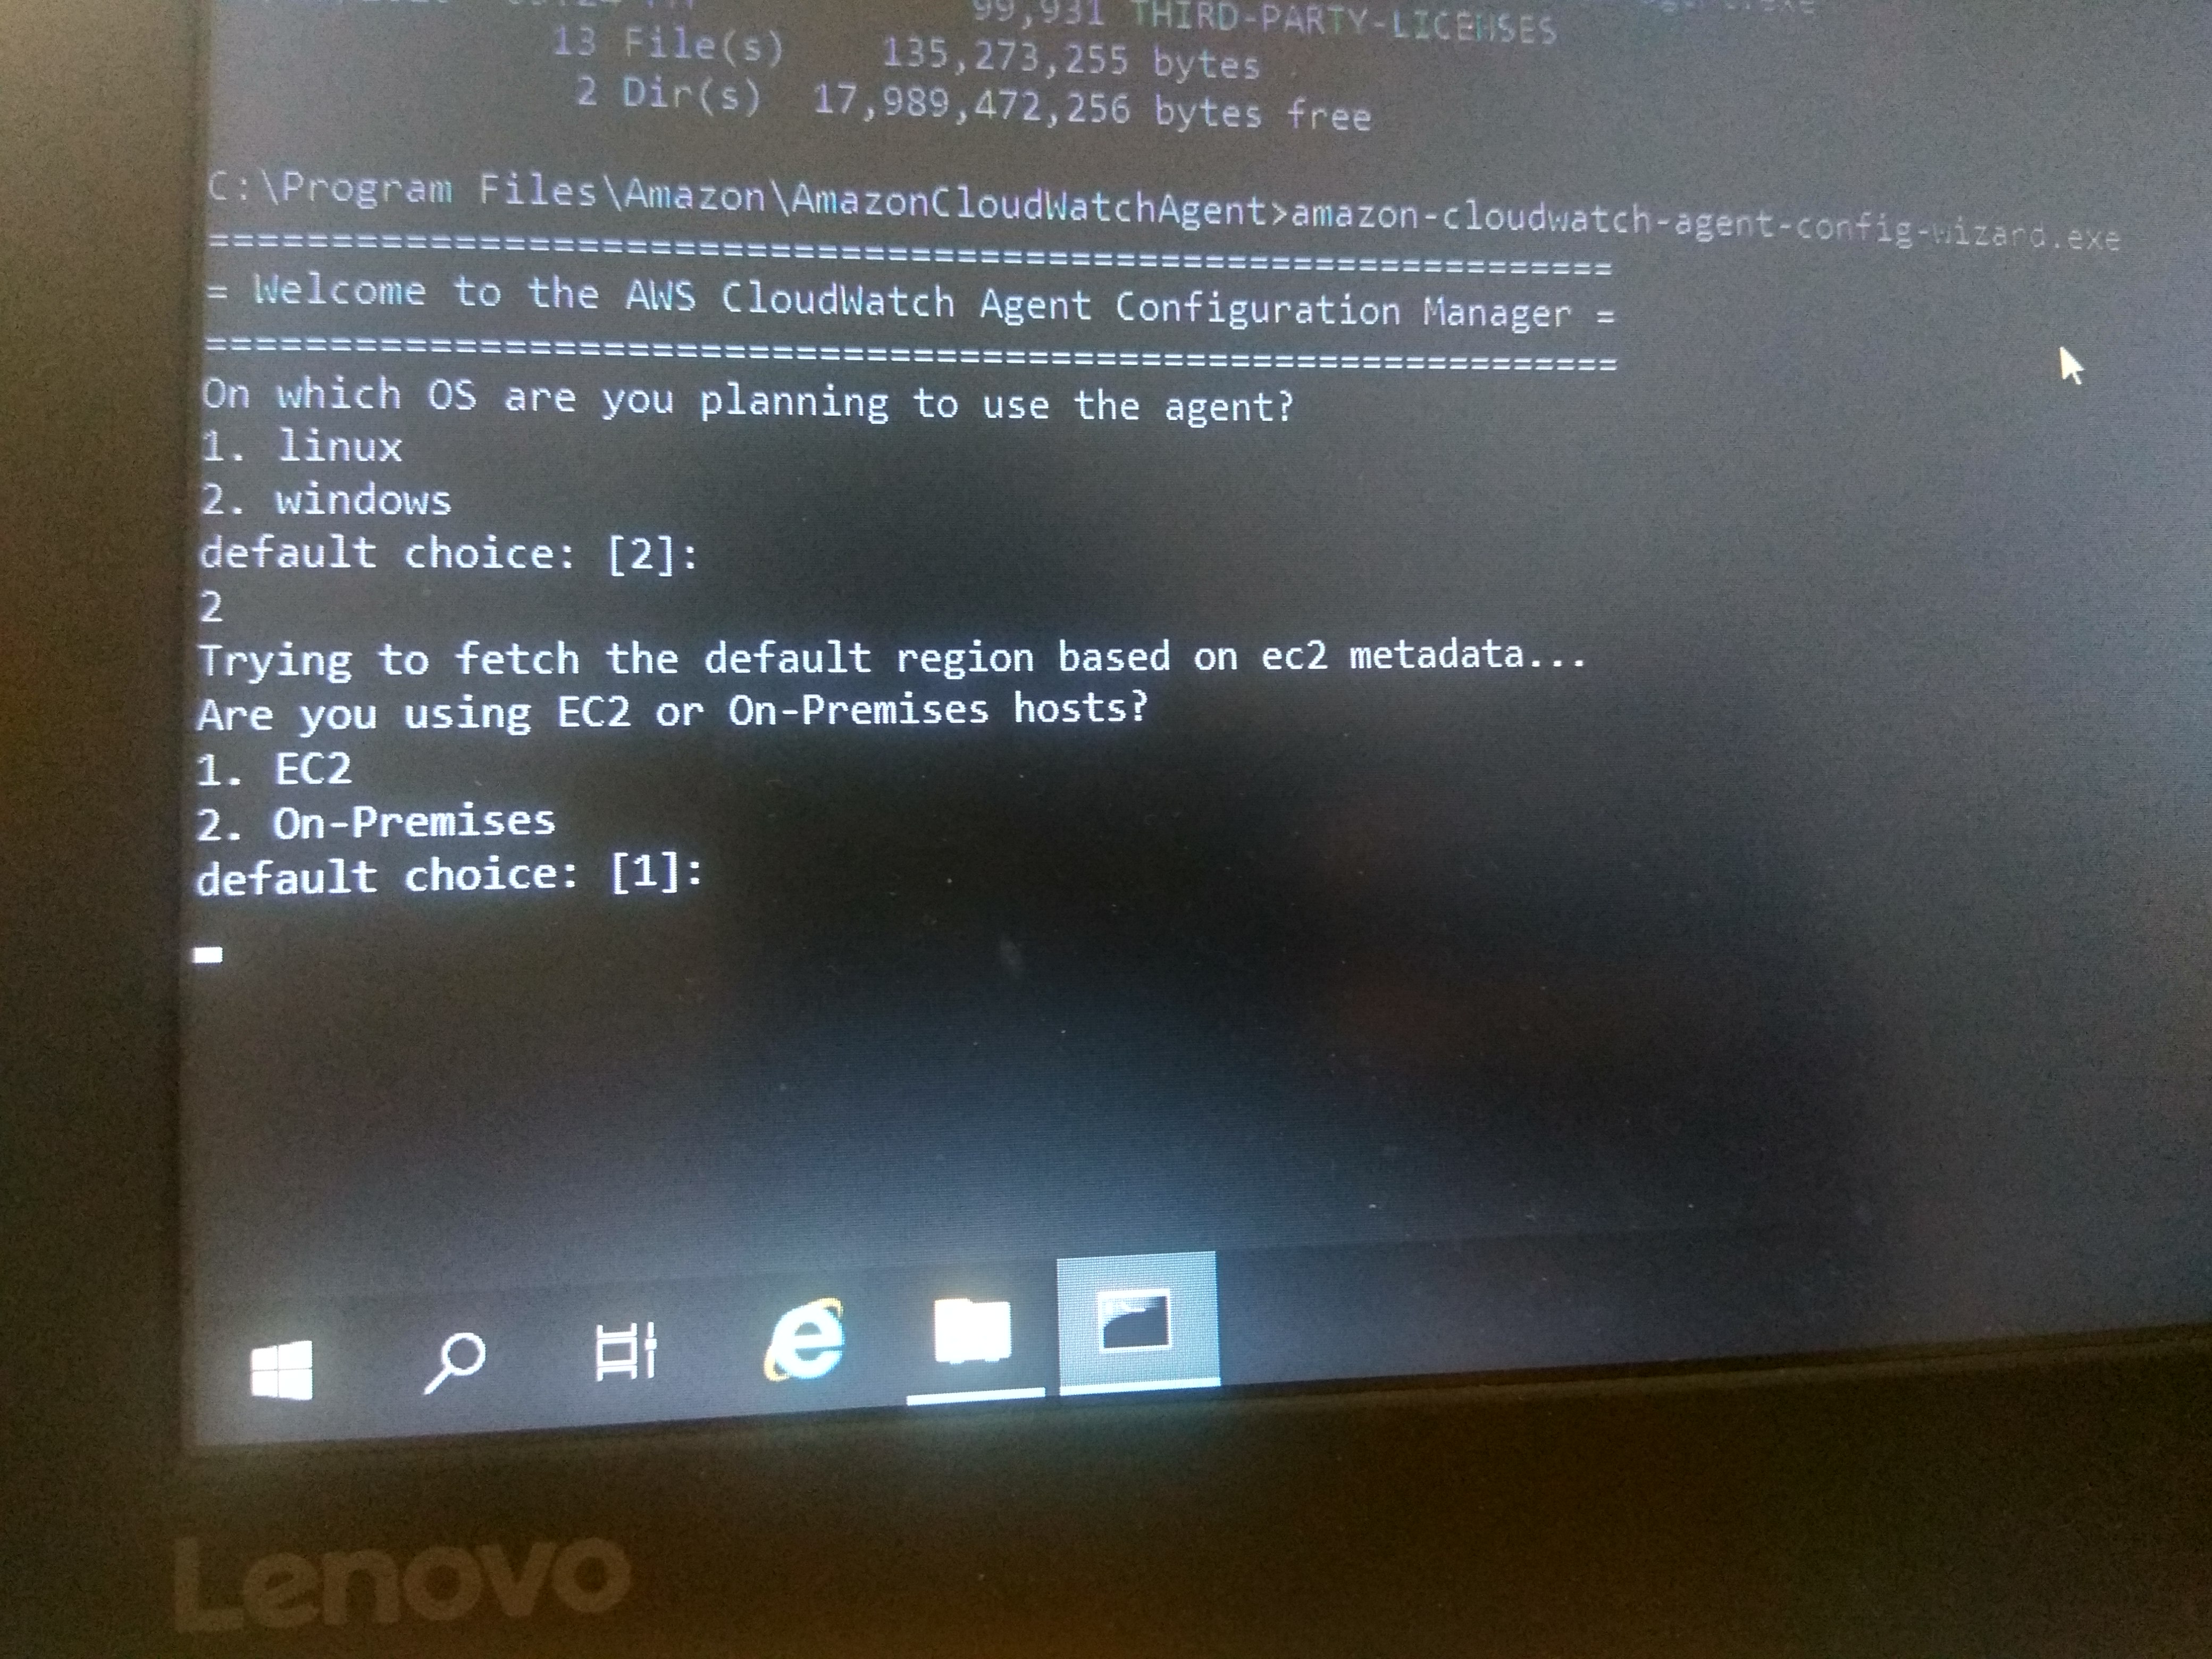 99,931 THIRD-PARTY-LICENSES
13 File(s) 135,273,255 bytes
2 Dir(s) 17,989,472,256 bytes free
C:\Program Files\Amazon\AmazonCloudWatchAgent>amazon-cloudwatch-agent-config-wizard.exe
=============================================================
= Welcome to the AWS CloudWatch Agent Configuration Manager =
=============================================================
On which OS are you planning to use the agent?
1. linux
2. windows
default choice: [2]:
2
Trying to fetch the default region based on ec2 metadata...
Are you using EC2 or On-Premises hosts?
1. EC2
2. On-Premises
default choice: [1]:
Lenovo